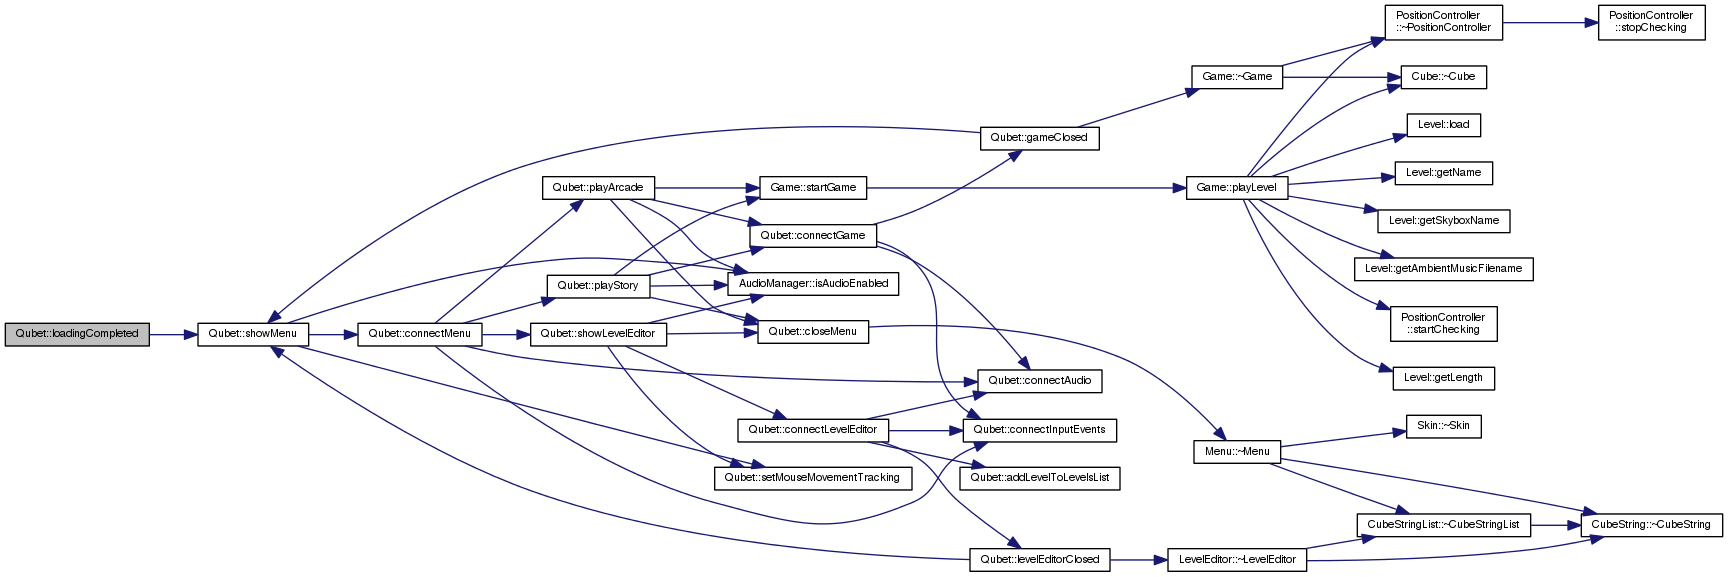 PositionController
::~PositionController
PositionController
::stopChecking
Game::~Game
Cube::~Cube
Level::load
Qubet::gameClosed
Level::getName
Qubet::playArcade
Game::startGame
Game::playLevel
Level::getSkyboxName
Qubet::connectGame
Level::getAmbientMusicFilename
Qubet::playStory
AudioManager::isAudioEnabled
PositionController
::startChecking
Qubet::loadingCompleted
Qubet::showMenu
Qubet::connectMenu
Qubet::showLevelEditor
Qubet::closeMenu
Level::getLength
Qubet::connectAudio
Skin::~Skin
Qubet::connectLevelEditor
Qubet::connectInputEvents
Menu::~Menu
Qubet::setMouseMovementTracking
Qubet::addLevelToLevelsList
CubeStringList::~CubeStringList
CubeString::~CubeString
Qubet::levelEditorClosed
LevelEditor::~LevelEditor